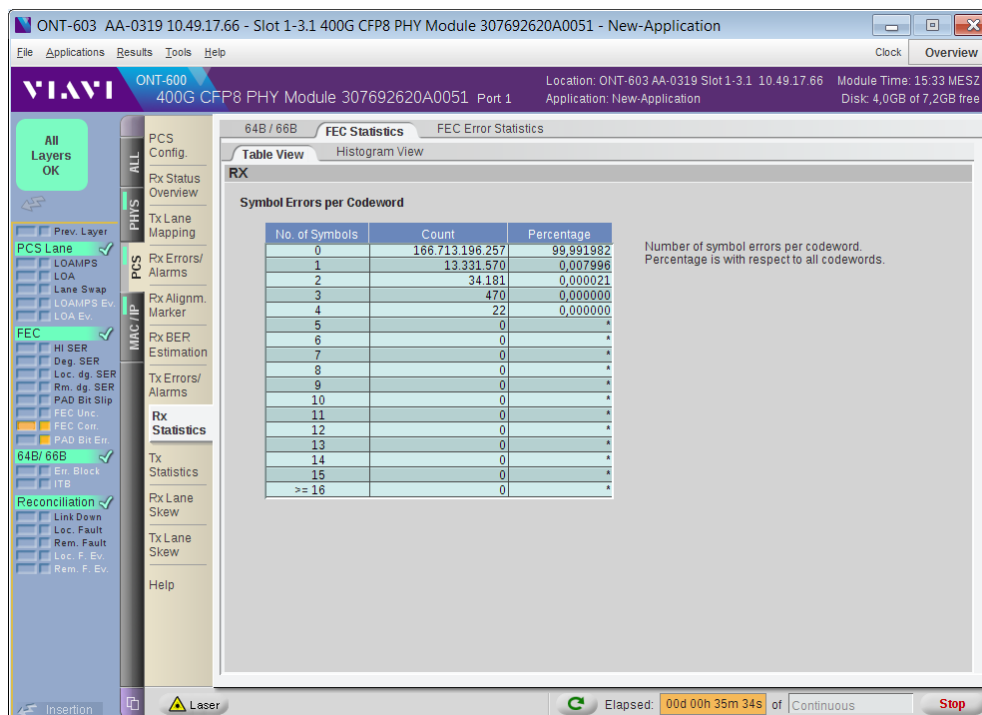 ONT-603 AA-0319 10.49.17.66 - Slot 1-3.1 400G CFP8 PHY Module 307692620A0051 - New-Application
File Applications Results Tools Help Clock Overview
VIAVI
ONT-600
400G CFP8 PHY Module 307692620A0051 Port 1
Location: ONT-603 AA-0319 Slot 1-3.1 10.49.17.66 Module Time: 15:33 MESZ
Application: New-Application Disk: 4,0GB of 7,2GB free
All
Layers
OK
Prev. Layer
PCS Lane
LOAMPS
LOA
Lane Swap
LOAMPS Ev.
LOA Ev.
FEC
HI SER
Deg. SER
Loc. dg. SER
Rm. dg. SER
PAD Bit Slip
FEC Unc.
FEC Corr.
PAD Bit Err.
64B/66B
Err. Block
ITB
Reconciliation
Link Down
Loc. Fault
Rem. Fault
Loc. F. Ev.
Rem. F. Ev.
Insertion
ALL
PHYS
PCS
MAC / IP
PCS
Config.
Rx Status
Overview
Tx Lane
Mapping
Rx Errors/
Alarms
Rx Alignm.
Marker
Rx BER
Estimation
Tx Errors/
Alarms
Rx
Statistics
Tx
Statistics
Rx Lane
Skew
Tx Lane
Skew
Help
64B / 66B FEC Statistics FEC Error Statistics
Table View Histogram View
RX
Symbol Errors per Codeword
No. of Symbols Count Percentage
0 166.713.196.257 99,991982
1 13.331.570 0,007996
2 34.181 0,000021
3 470 0,000000
4 22 0,000000
5 0 *
6 0 *
7 0 *
8 0 *
9 0 *
10 0 *
11 0 *
12 0 *
13 0 *
14 0 *
15 0 *
>= 16 0 *
Number of symbol errors per codeword.
Percentage is with respect to all codewords.
Laser
Elapsed: 00d 00h 35m 34s of Continuous Stop